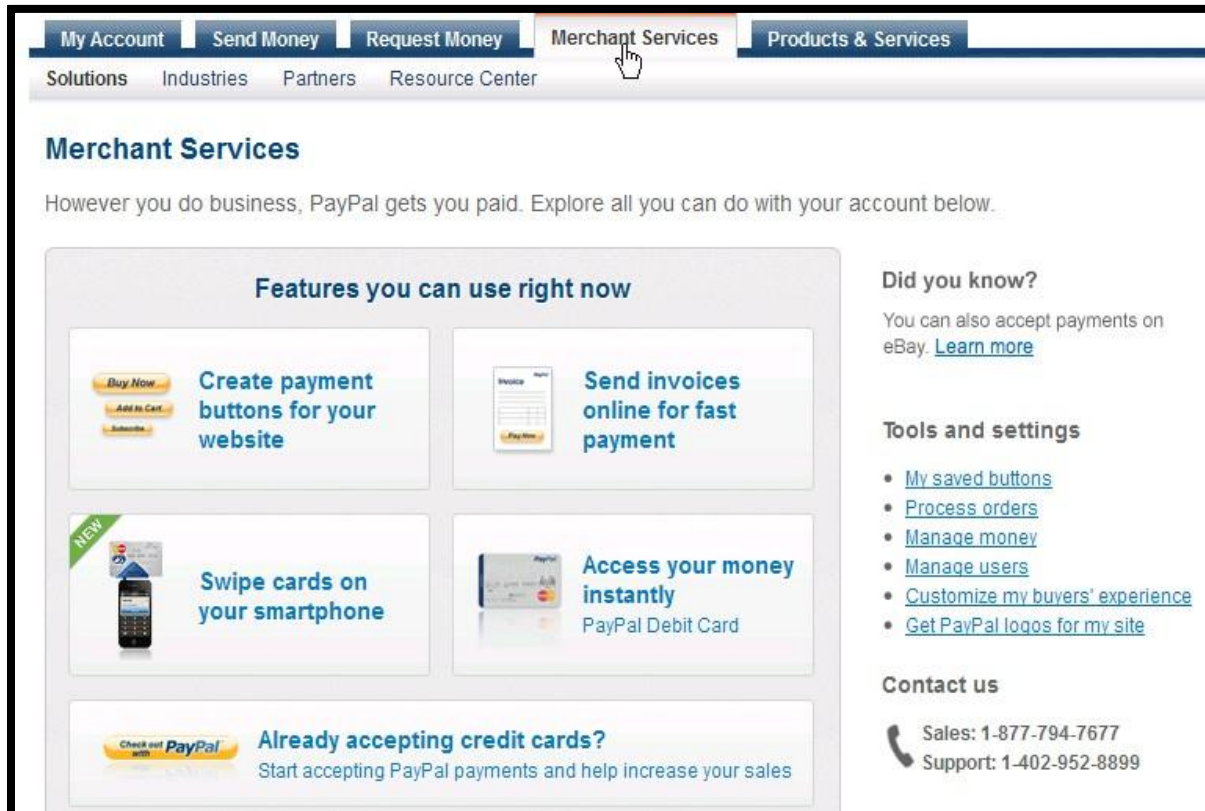 My Account Send Money Request Money Merchant Services Products & Services
Solutions Industries Partners Resource Center
Merchant Services
However you do business, PayPal gets you paid. Explore all you can do with your account below.
Features you can use right now
Buy Now
Add to Cart
Subscribe
Create payment
buttons for your
website
Invoice PayPal
Pay Now
Send invoices
online for fast
payment
NEW
Swipe cards on
your smartphone
PayPal
Access your money
instantly
PayPal Debit Card
Check out with PayPal
Already accepting credit cards?
Start accepting PayPal payments and help increase your sales
Did you know?
You can also accept payments on
eBay. Learn more
Tools and settings
• My saved buttons
• Process orders
• Manage money
• Manage users
• Customize my buyers' experience
• Get PayPal logos for my site
Contact us
Sales: 1-877-794-7677
Support: 1-402-952-8899